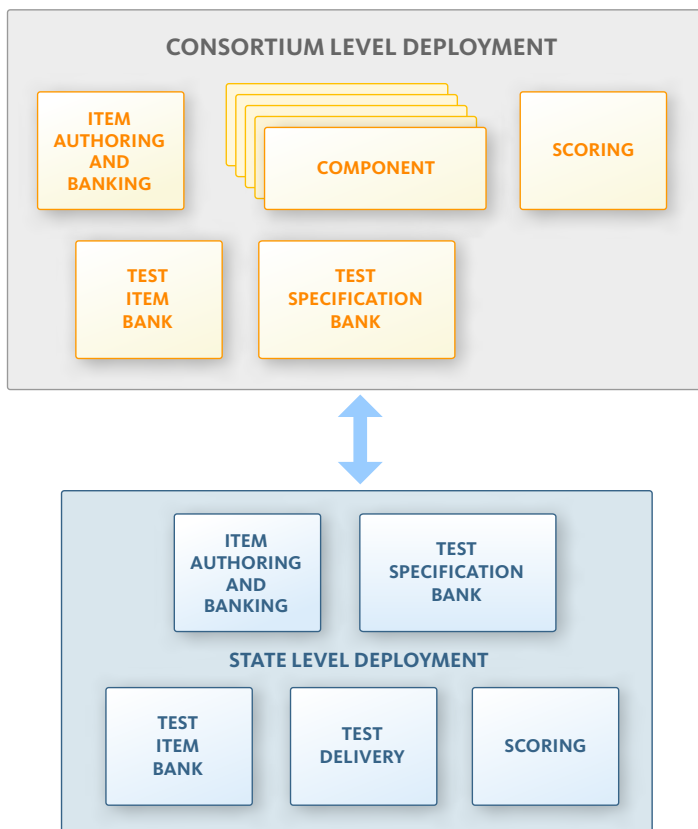 CONSORTIUM LEVEL DEPLOYMENT
ITEM
AUTHORING
AND
BANKING
COMPONENT
SCORING
TEST
ITEM
BANK
TEST
SPECIFICATION
BANK
ITEM
AUTHORING
AND
BANKING
TEST
SPECIFICATION
BANK
STATE LEVEL DEPLOYMENT
TEST
ITEM
BANK
TEST
DELIVERY
SCORING